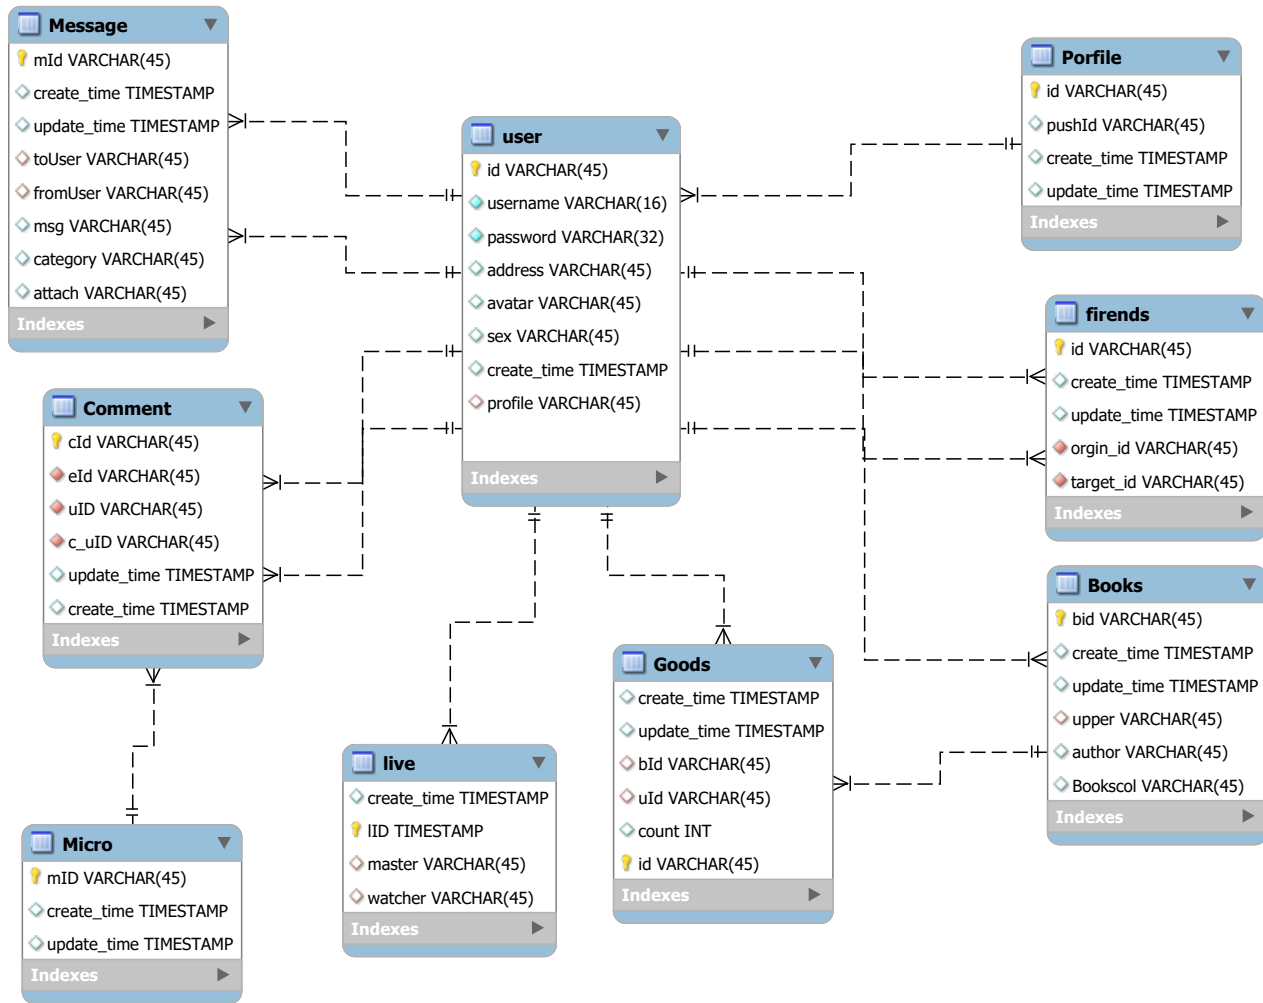 Message
mId VARCHAR(45)
create_time TIMESTAMP
update_time TIMESTAMP
toUser VARCHAR(45)
fromUser VARCHAR(45)
msg VARCHAR(45)
category VARCHAR(45)
attach VARCHAR(45)
Indexes
user
id VARCHAR(45)
username VARCHAR(16)
password VARCHAR(32)
address VARCHAR(45)
avatar VARCHAR(45)
sex VARCHAR(45)
create_time TIMESTAMP
profile VARCHAR(45)
Indexes
Porfile
id VARCHAR(45)
pushId VARCHAR(45)
create_time TIMESTAMP
update_time TIMESTAMP
Indexes
firends
id VARCHAR(45)
create_time TIMESTAMP
update_time TIMESTAMP
orgin_id VARCHAR(45)
target_id VARCHAR(45)
Indexes
Comment
cId VARCHAR(45)
eId VARCHAR(45)
uID VARCHAR(45)
c_uID VARCHAR(45)
update_time TIMESTAMP
create_time TIMESTAMP
Indexes
Books
bid VARCHAR(45)
create_time TIMESTAMP
update_time TIMESTAMP
upper VARCHAR(45)
author VARCHAR(45)
Bookscol VARCHAR(45)
Indexes
Goods
create_time TIMESTAMP
update_time TIMESTAMP
bId VARCHAR(45)
uId VARCHAR(45)
count INT
id VARCHAR(45)
Indexes
live
create_time TIMESTAMP
lID TIMESTAMP
master VARCHAR(45)
watcher VARCHAR(45)
Indexes
Micro
mID VARCHAR(45)
create_time TIMESTAMP
update_time TIMESTAMP
Indexes